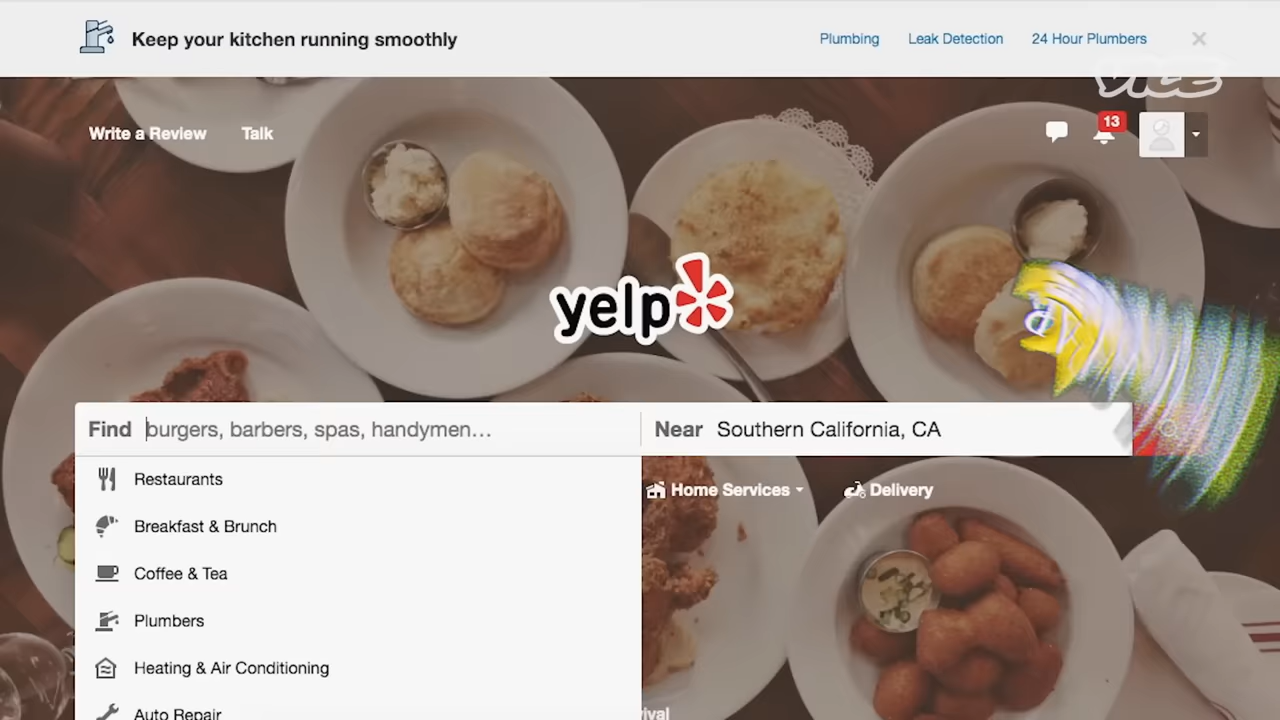 Keep your kitchen running smoothly
Plumbing Leak Detection 24 Hour Plumbers
VICE
Write a Review Talk
13
yelp
Find burgers, barbers, spas, handymen...
Near Southern California, CA
Restaurants
Home Services Delivery
Breakfast & Brunch
Coffee & Tea
Plumbers
Heating & Air Conditioning
Auto Repair